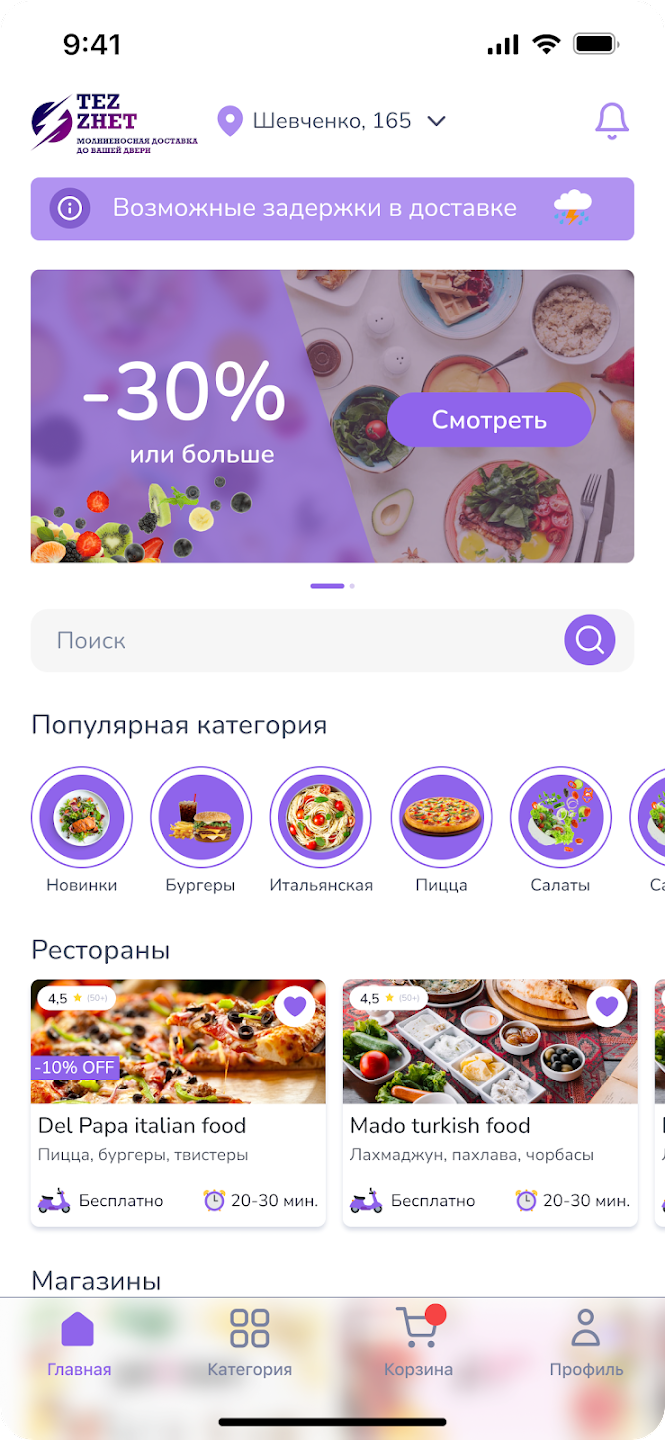 9:41
TEZ
ZHET
МОЛНИЕНОСНАЯ ДОСТАВКА
ДО ВАШЕЙ ДВЕРИ
Шевченко, 165
Возможные задержки в доставке
-30%
или больше
Смотреть
Поиск
Популярная категория
Новинки Бургеры Итальянская Пицца Салаты Са
Рестораны
4,5 (50+) 4,5 (50+)
-10% OFF
Del Papa italian food Mado turkish food
Пицца, бургеры, твистеры Лахмаджун, пахлава, чорбасы
Бесплатно 20-30 мин. Бесплатно 20-30 мин.
Магазины
Главная Категория Корзина Профиль